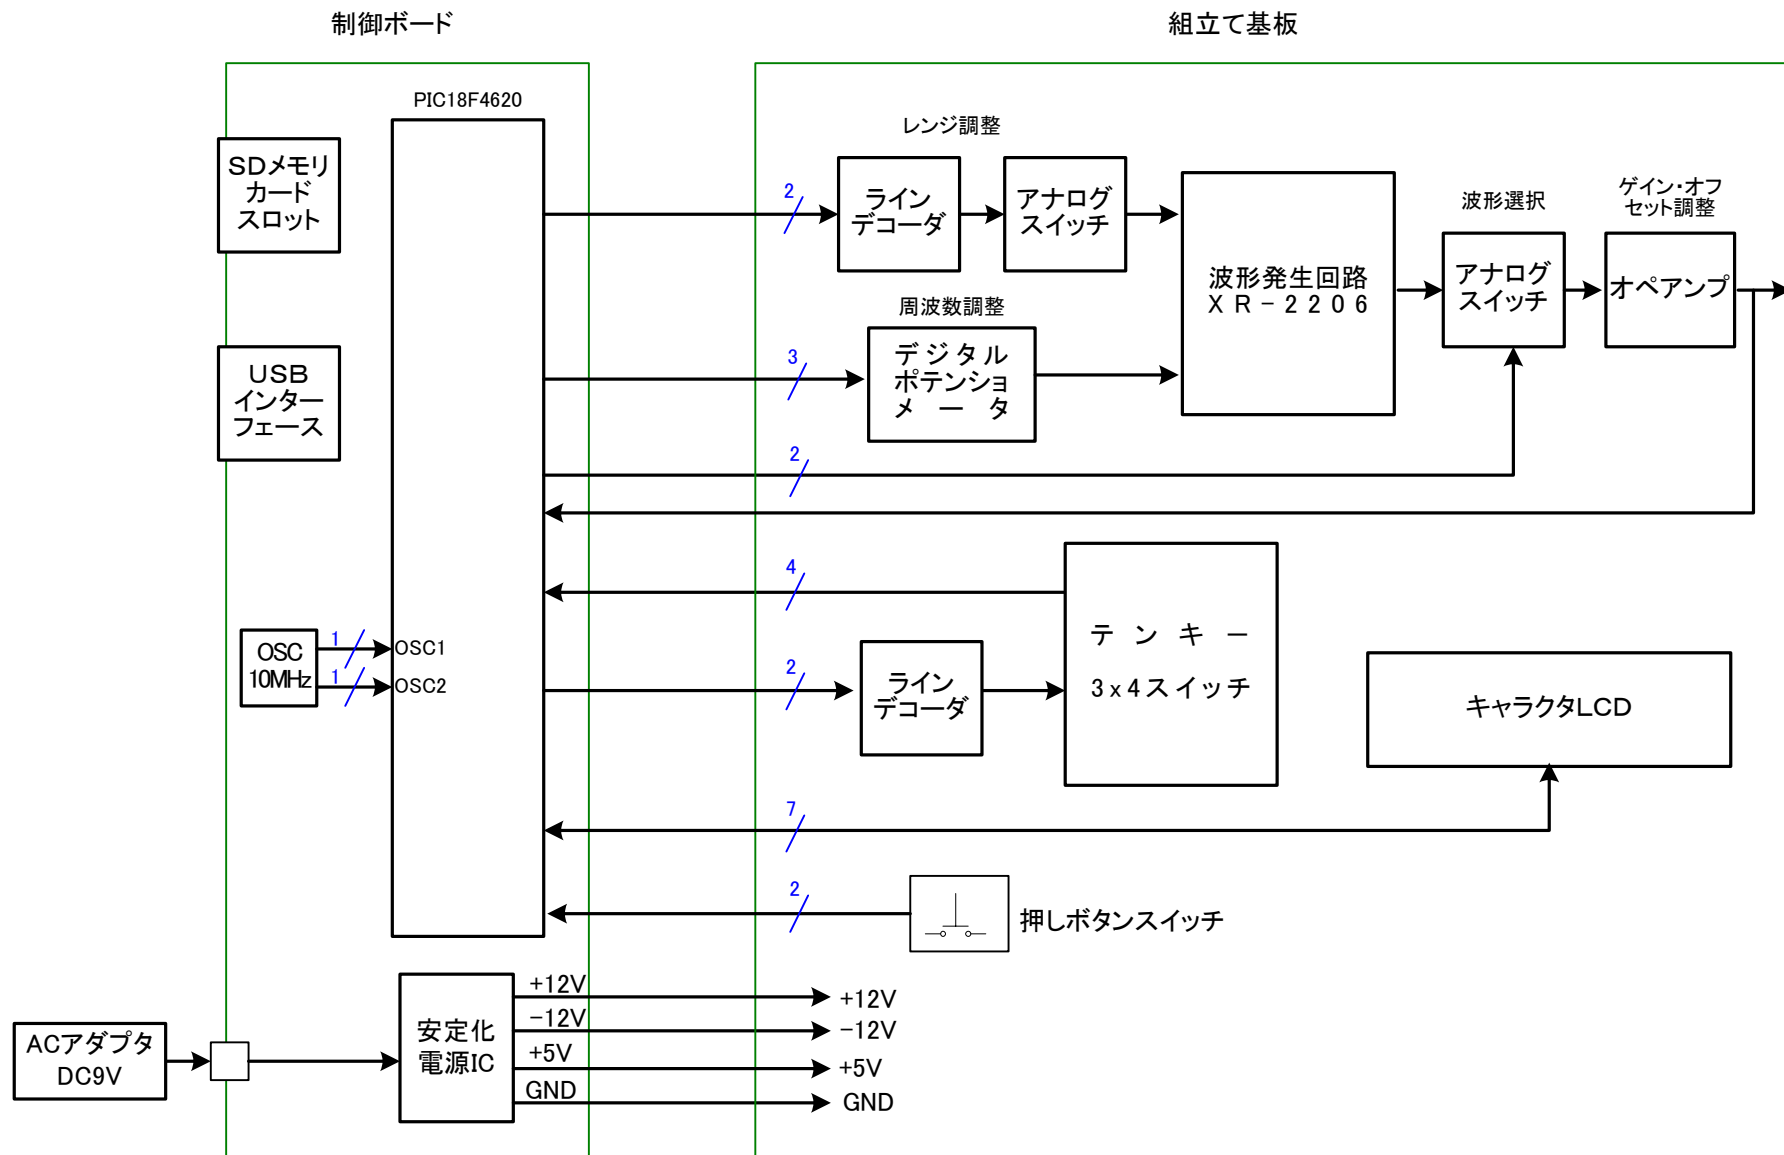 制御ボード
組立て基板
PIC18F4620
SDメモリ
カード
スロット
USB
インター
フェース
OSC
10MHz
1
1
OSC1
OSC2
レンジ調整
2
ライン
デコーダ
アナログ
スイッチ
周波数調整
3
デジタル
ポテンショ
メータ
波形発生回路
XR-2206
波形選択
アナログ
スイッチ
ゲイン・オフ
セット調整
オペアンプ
2
4
テンキー
3x4スイッチ
2
ライン
デコーダ
キャラクタLCD
7
2
押しボタンスイッチ
ACアダプタ
DC9V
安定化
電源IC
+12V
-12V
+5V
GND
+12V
-12V
+5V
GND